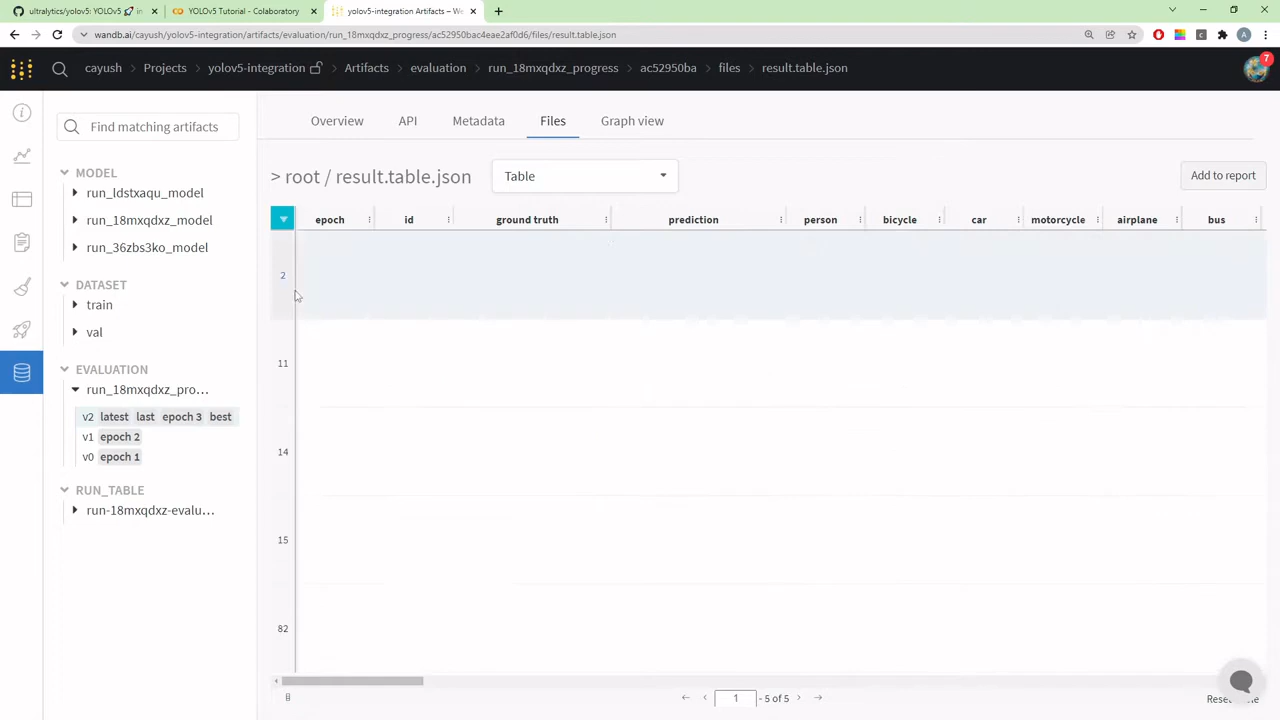 ultralytics/yolov5: YOLOv5 🚀 in
YOLOv5 Tutorial - Colaboratory
yolov5-integration Artifacts – We
wandb.ai/cayush/yolov5-integration/artifacts/evaluation/run_18mxqdxz_progress/ac52950bac4eae2af0d6/files/result.table.json
cayush > Projects > yolov5-integration > Artifacts > evaluation > run_18mxqdxz_progress > ac52950ba > files > result.table.json
7
Find matching artifacts
MODEL
run_ldstxaqu_model
run_18mxqdxz_model
run_36zbs3ko_model
DATASET
train
val
EVALUATION
run_18mxqdxz_pro...
v2 latest last epoch 3 best
v1 epoch 2
v0 epoch 1
RUN_TABLE
run-18mxqdxz-evalu...
Overview API Metadata Files Graph view
> root / result.table.json
Table
Add to report
epoch id ground truth prediction person bicycle car motorcycle airplane bus
2
11
14
15
82
1 - 5 of 5